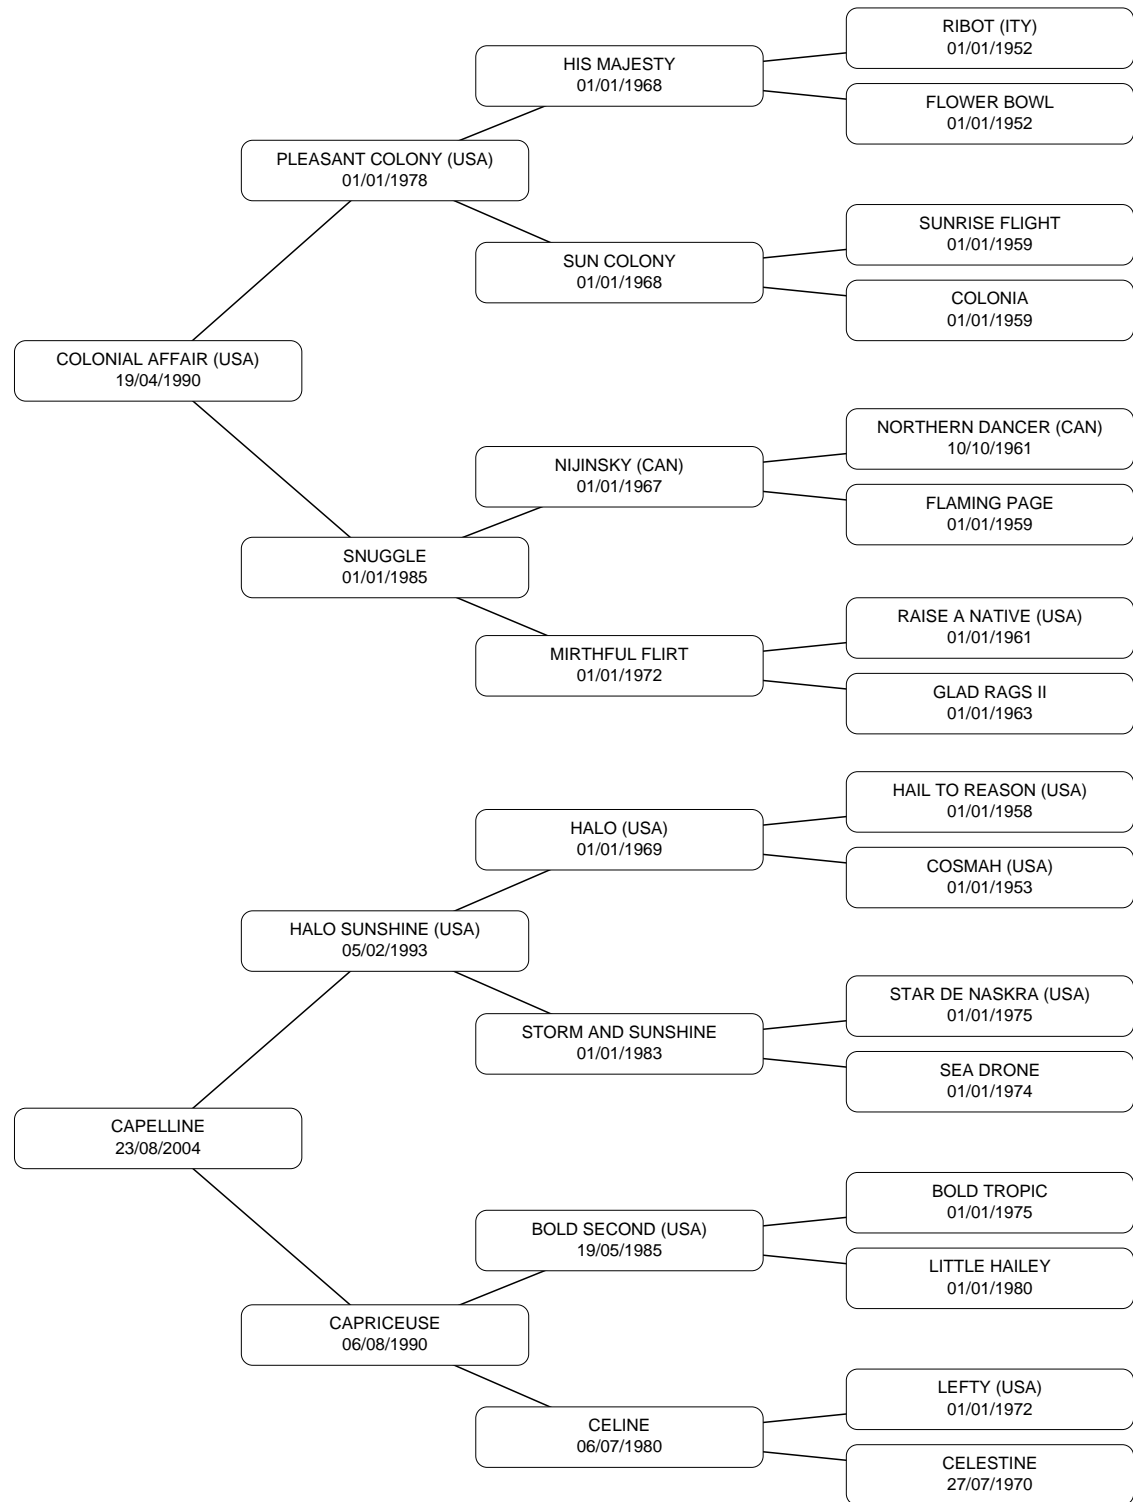 RIBOT (ITY)
01/01/1952
HIS MAJESTY
01/01/1968
FLOWER BOWL
01/01/1952
PLEASANT COLONY (USA)
01/01/1978
SUNRISE FLIGHT
01/01/1959
SUN COLONY
01/01/1968
COLONIA
01/01/1959
COLONIAL AFFAIR (USA)
19/04/1990
NORTHERN DANCER (CAN)
10/10/1961
NIJINSKY (CAN)
01/01/1967
FLAMING PAGE
01/01/1959
SNUGGLE
01/01/1985
RAISE A NATIVE (USA)
01/01/1961
MIRTHFUL FLIRT
01/01/1972
GLAD RAGS II
01/01/1963
HAIL TO REASON (USA)
01/01/1958
HALO (USA)
01/01/1969
COSMAH (USA)
01/01/1953
HALO SUNSHINE (USA)
05/02/1993
STAR DE NASKRA (USA)
01/01/1975
STORM AND SUNSHINE
01/01/1983
SEA DRONE
01/01/1974
CAPELLINE
23/08/2004
BOLD TROPIC
01/01/1975
BOLD SECOND (USA)
19/05/1985
LITTLE HAILEY
01/01/1980
CAPRICEUSE
06/08/1990
LEFTY (USA)
01/01/1972
CELINE
06/07/1980
CELESTINE
27/07/1970